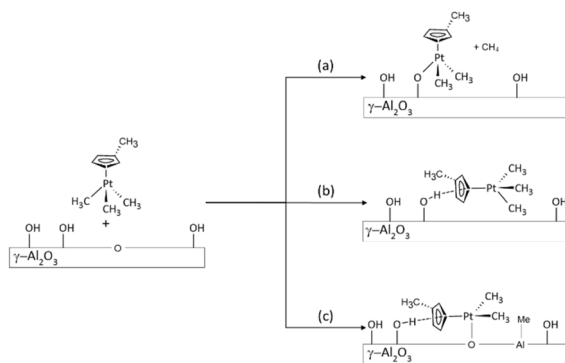 CH₃
Pt
+ CH₄
(a)
OH
O
CH₃
CH₃
OH
γ–Al₂O₃
CH₃
Pt
H₃C
CH₃
CH₃
+
OH
OH
O
OH
γ–Al₂O₃
(b)
H₃C
Pt
CH₃
CH₃
CH₃
OH
O
H
OH
γ–Al₂O₃
(c)
H₃C
Pt
CH₃
CH₃
Me
OH
O
H
O
Al
OH
γ–Al₂O₃